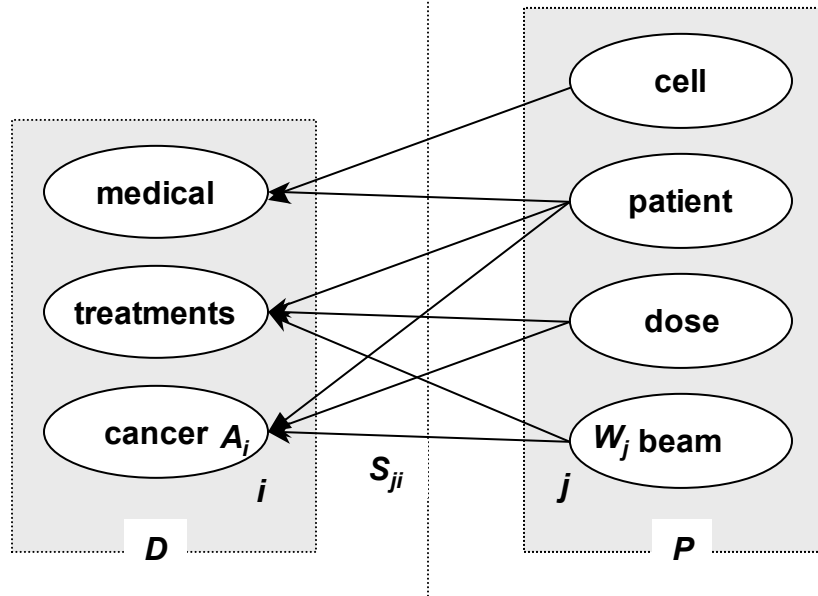 cell
medical
patient
treatments
dose
cancer A_i
W_j beam
S_ji
i
j
D
P